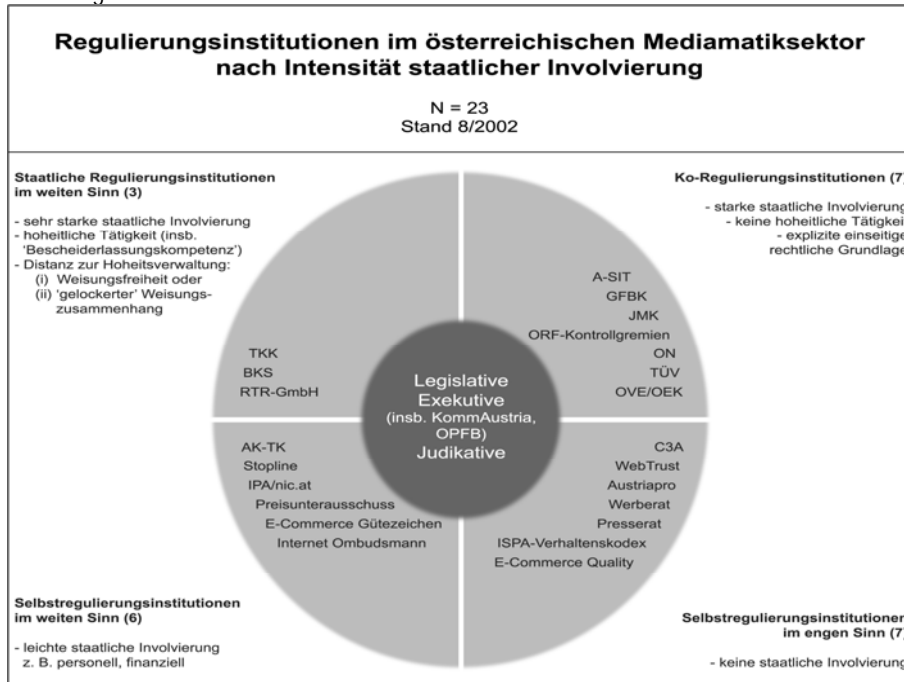 Regulierungsinstitutionen im österreichischen Mediamatiksektor
nach Intensität staatlicher Involvierung
N = 23
Stand 8/2002
Staatliche Regulierungsinstitutionen
im weiten Sinn (3)
- sehr starke staatliche Involvierung
- hoheitliche Tätigkeit (insb.
'Bescheiderlassungskompetenz')
- Distanz zur Hoheitsverwaltung:
(i) Weisungsfreiheit oder
(ii) 'gelockerter' Weisungs-
zusammenhang
TKK
BKS
RTR-GmbH
Ko-Regulierungsinstitutionen (7)
- starke staatliche Involvierung
- keine hoheitliche Tätigkeit
- explizite einseitige
rechtliche Grundlage
A-SIT
GFBK
JMK
ORF-Kontrollgremien
ON
TÜV
OVE/OEK
Legislative
Exekutive
(insb. KommAustria,
OPFB)
Judikative
AK-TK
Stopline
IPA/nic.at
Preisunterausschuss
E-Commerce Gütezeichen
Internet Ombudsmann
C3A
WebTrust
Austriapro
Werberat
Presserat
ISPA-Verhaltenskodex
E-Commerce Quality
Selbstregulierungsinstitutionen
im weiten Sinn (6)
- leichte staatliche Involvierung
z. B. personell, finanziell
Selbstregulierungsinstitutionen
im engen Sinn (7)
- keine staatliche Involvierung